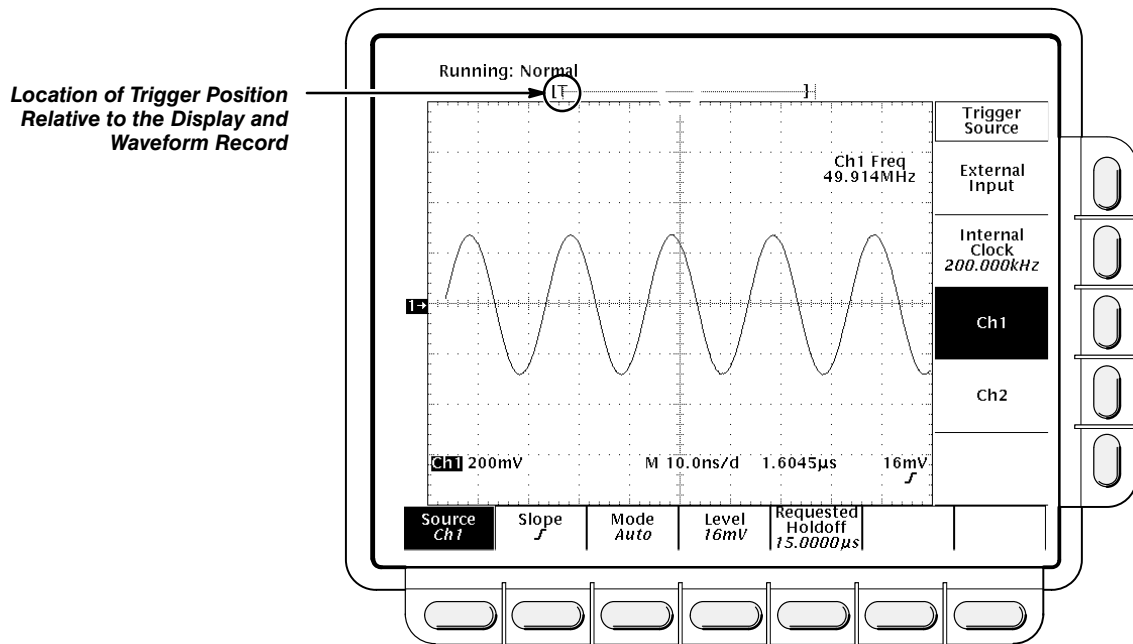 Location of Trigger Position
Relative to the Display and
Waveform Record
Running: Normal
[T
}
Trigger
Source
External
Input
Internal
Clock
200.000kHz
Ch1
Ch2
Ch1 Freq
49.914MHz
1→
Ch1 200mV M 10.0ns/d 1.6045µs 16mV
Source
Ch1
Slope
Mode
Auto
Level
16mV
Requested
Holdoff
15.0000µs